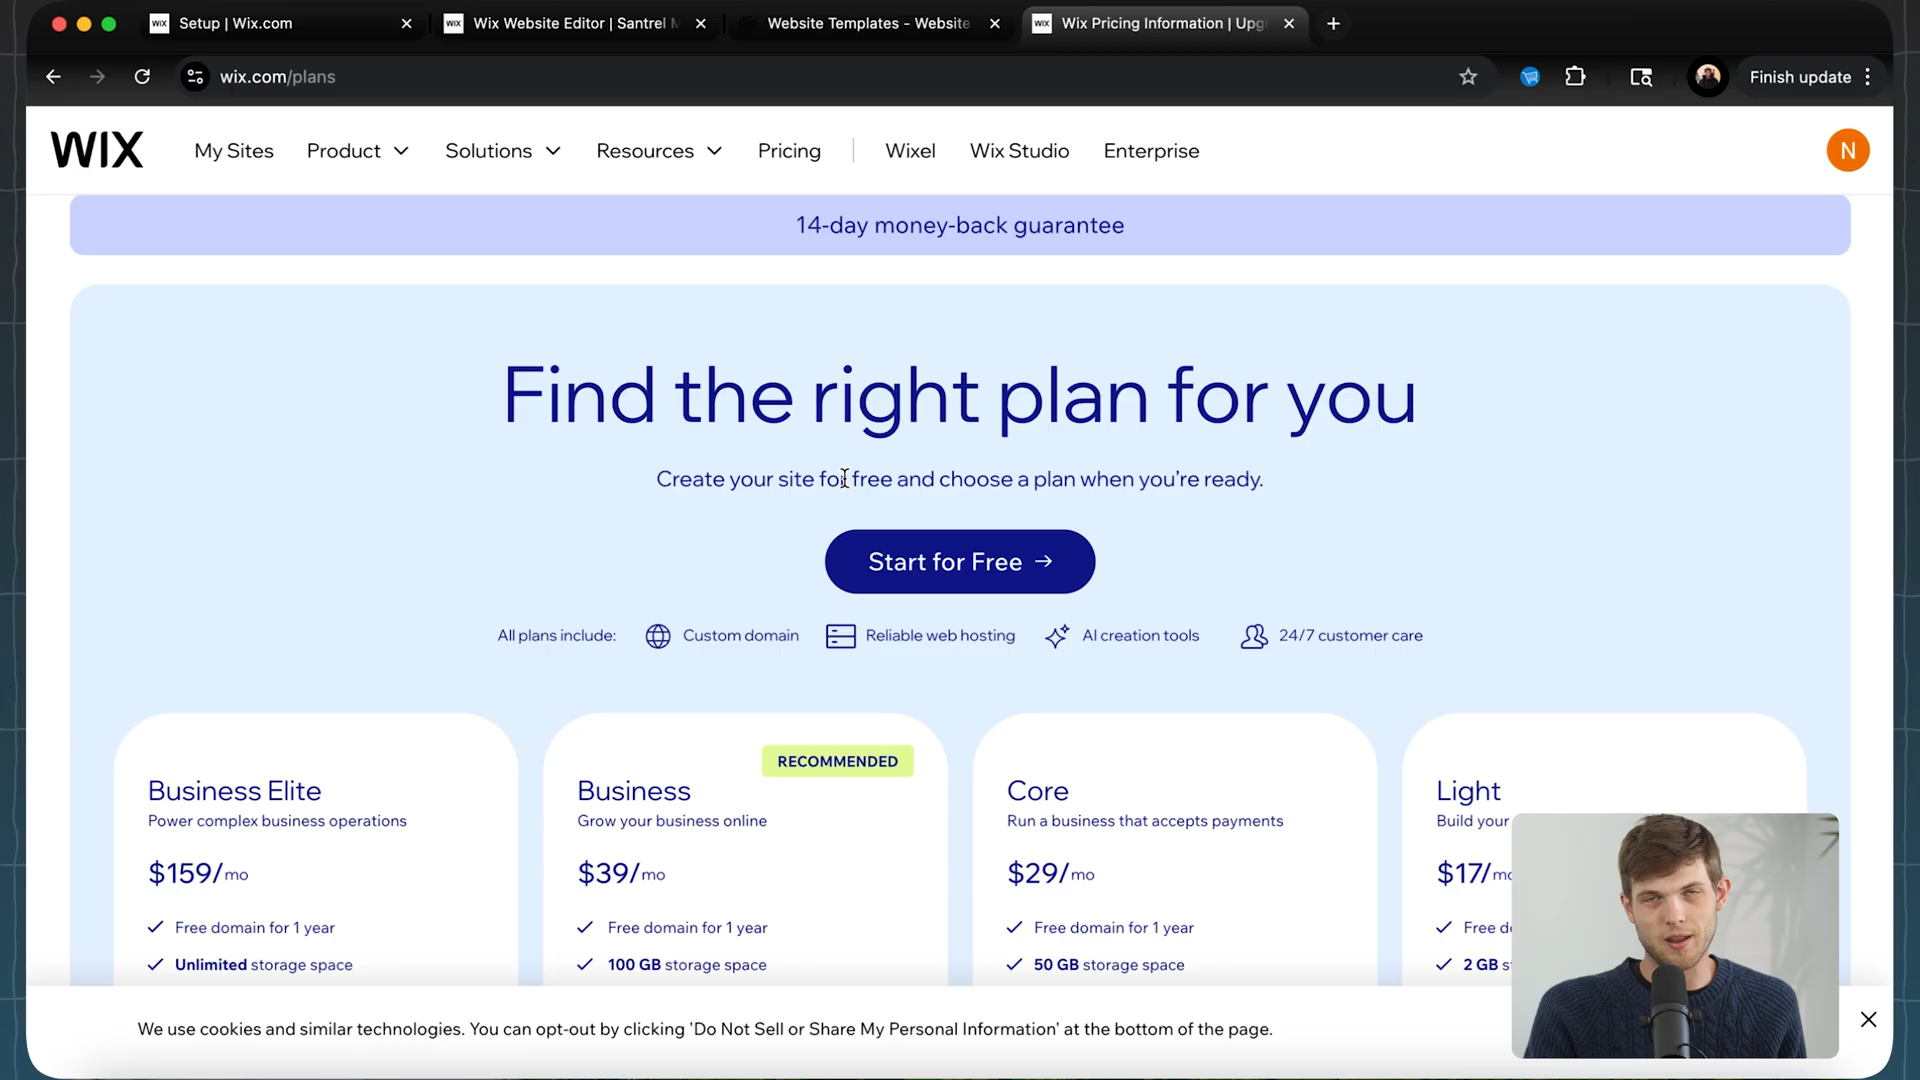 WIX Setup | Wix.com
WIX Wix Website Editor | Santrel M
Website Templates - Website
WIX Wix Pricing Information | Upg
wix.com/plans
Finish update
WIX
My Sites
Product
Solutions
Resources
Pricing
Wixel
Wix Studio
Enterprise
N
14-day money-back guarantee
Find the right plan for you
Create your site for free and choose a plan when you're ready.
Start for Free →
All plans include:
Custom domain
Reliable web hosting
AI creation tools
24/7 customer care
Business Elite
Power complex business operations
$159/mo
Free domain for 1 year
Unlimited storage space
RECOMMENDED
Business
Grow your business online
$39/mo
Free domain for 1 year
100 GB storage space
Core
Run a business that accepts payments
$29/mo
Free domain for 1 year
50 GB storage space
Light
Build your
$17/mo
Free d
2 GB s
We use cookies and similar technologies. You can opt-out by clicking 'Do Not Sell or Share My Personal Information' at the bottom of the page.